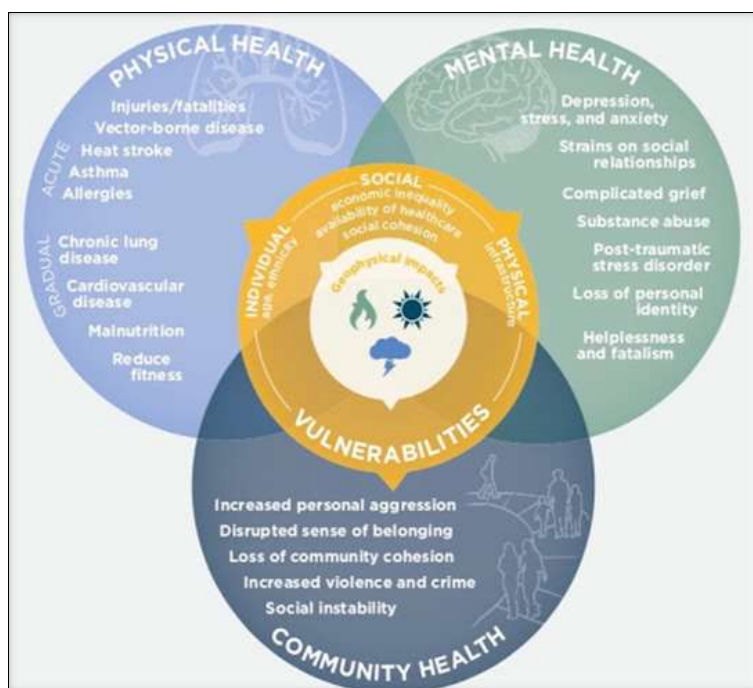 PHYSICAL HEALTH
ACUTE
Injuries/fatalities
Vector-borne disease
Heat stroke
Asthma
Allergies
GRADUAL
Chronic lung
disease
Cardiovascular
disease
Malnutrition
Reduce
fitness
MENTAL HEALTH
Depression,
stress, and anxiety
Strains on social
relationships
Complicated grief
Substance abuse
Post-traumatic
stress disorder
Loss of personal
identity
Helplessness
and fatalism
SOCIAL
economic inequality
availability of healthcare
social cohesion
INDIVIDUAL
age, ethnicity
PHYSICAL
infrastructure
Geophysical impacts
VULNERABILITIES
Increased personal aggression
Disrupted sense of belonging
Loss of community cohesion
Increased violence and crime
Social instability
COMMUNITY HEALTH